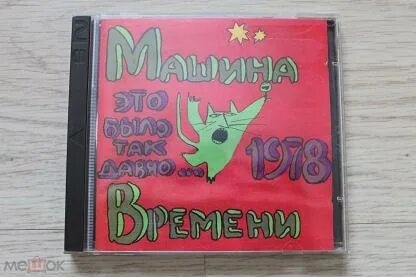 Машина
это
было
так
давно...
1978
Времени
мешок